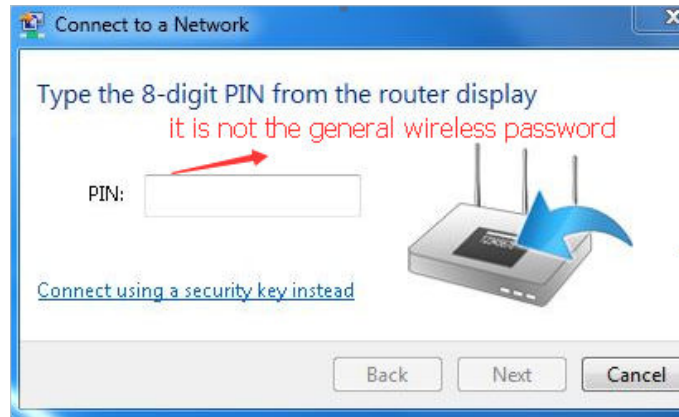 Connect to a Network
X
Type the 8-digit PIN from the router display
it is not the general wireless password
PIN:
Connect using a security key instead
Back Next Cancel